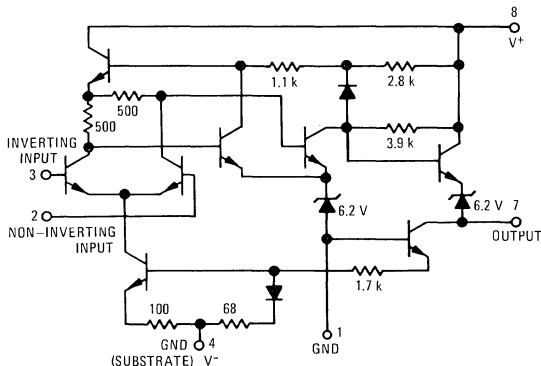 8
V+
1.1 k
2.8 k
500
500
3.9 k
INVERTING
INPUT
3
2
NON-INVERTING
INPUT
6.2 V
6.2 V
7
OUTPUT
1.7 k
100
68
4
GND
(SUBSTRATE) V-
1
GND